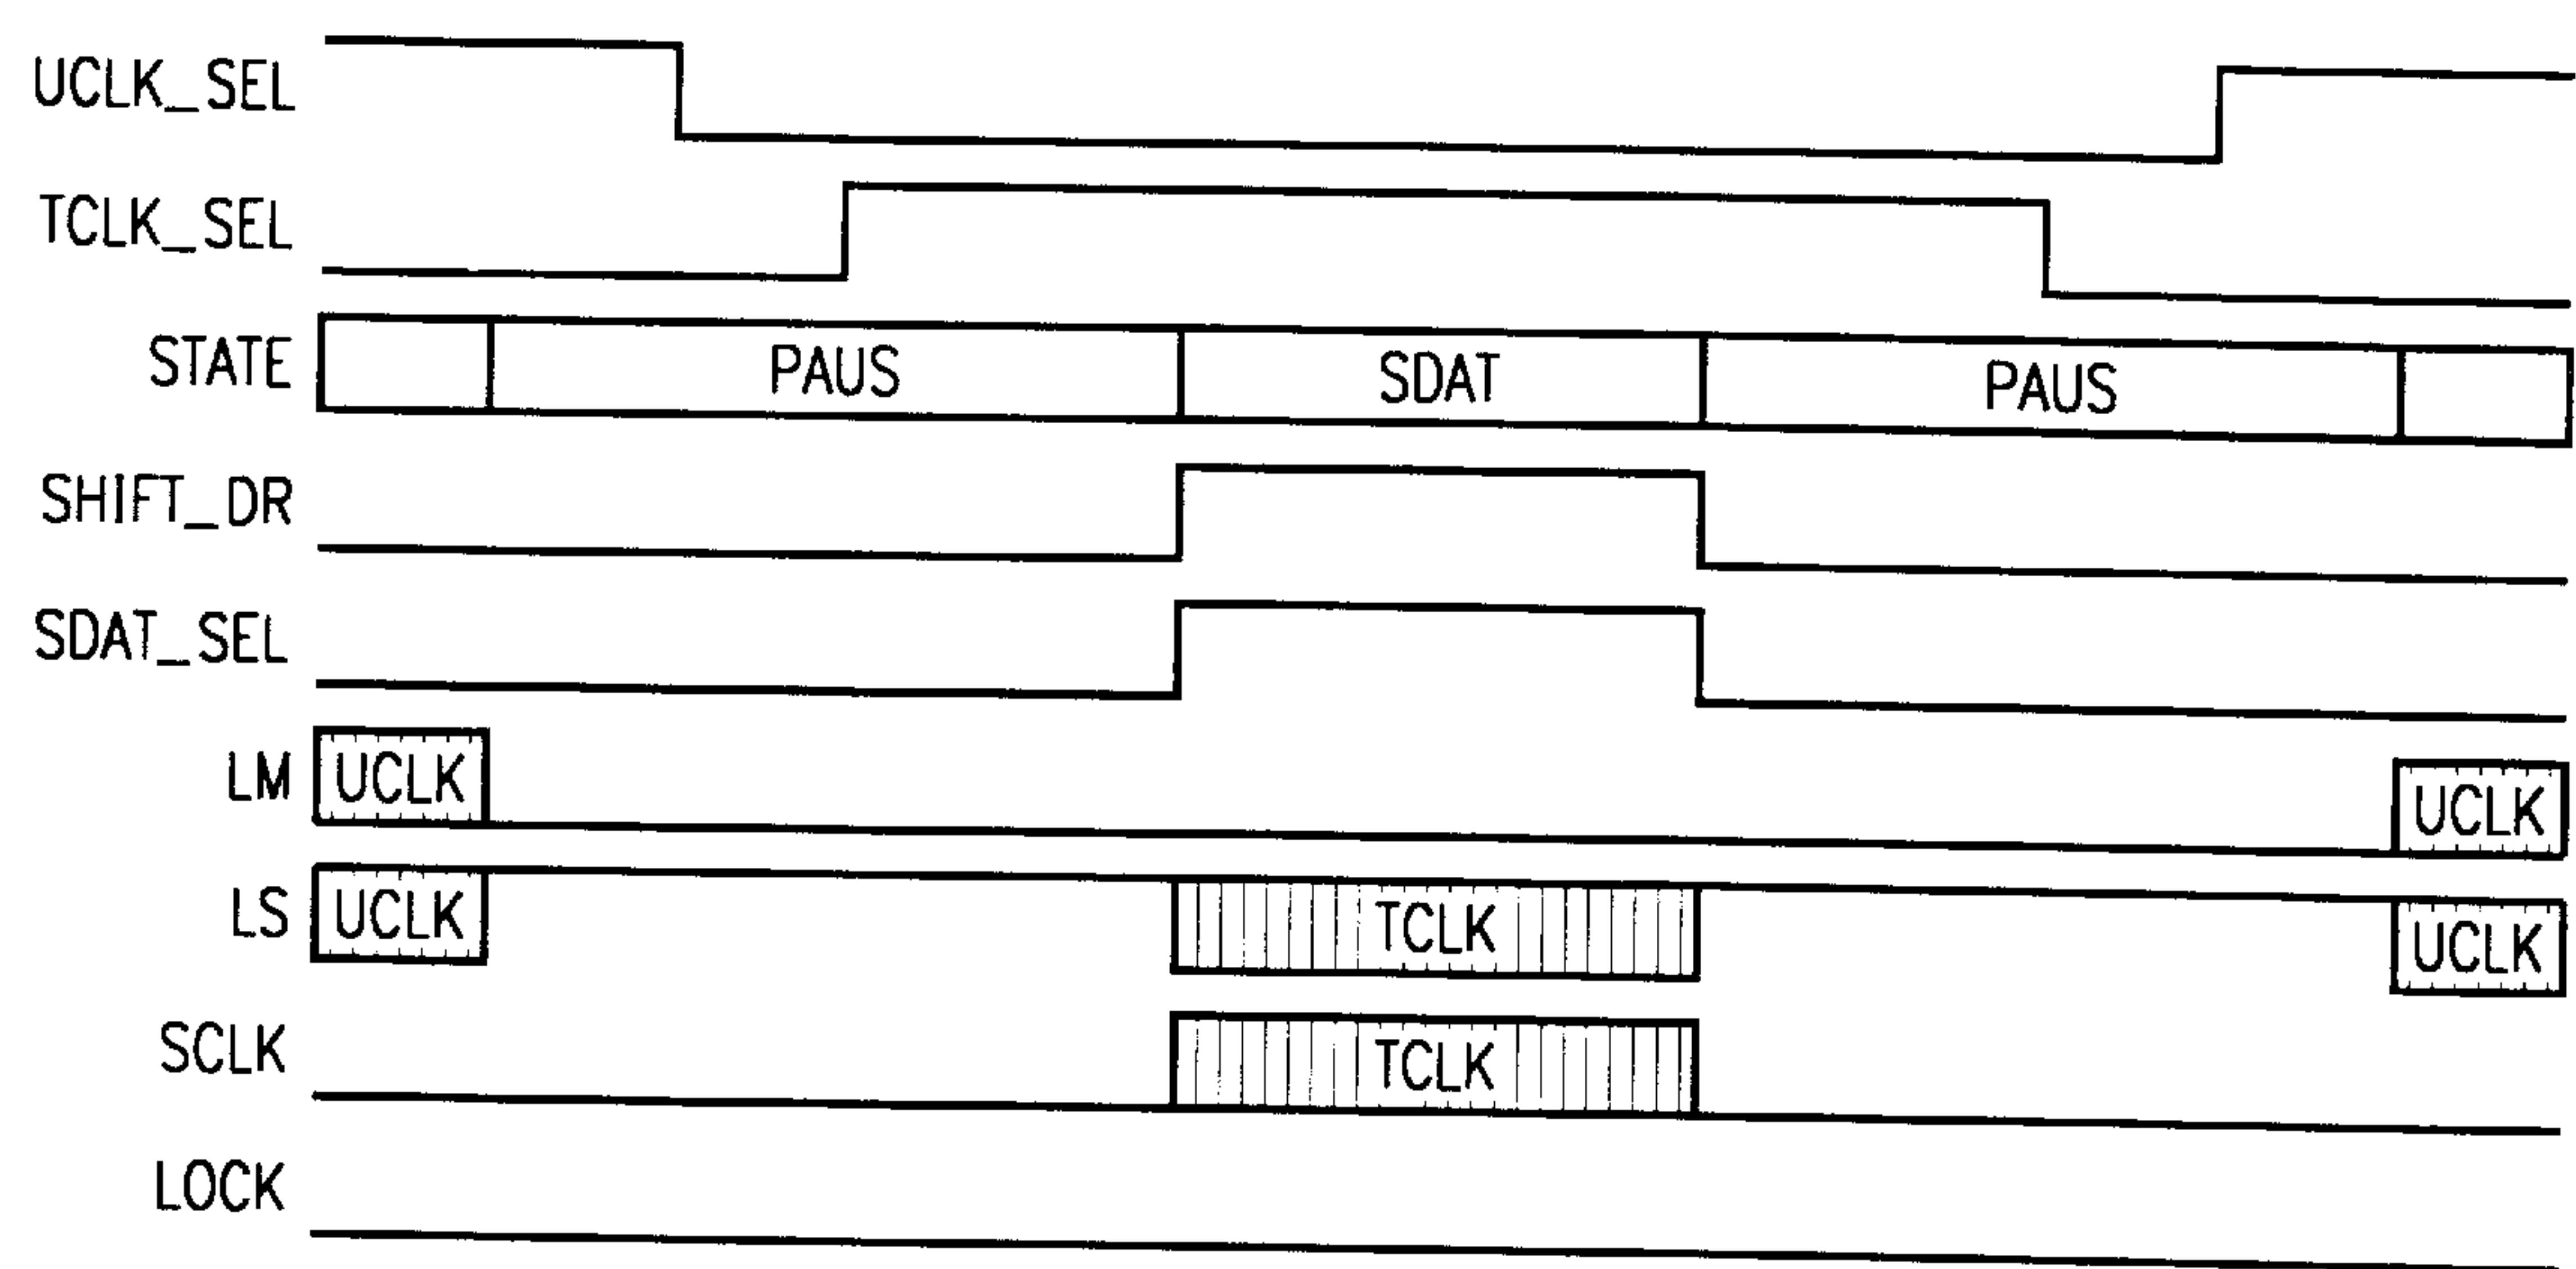 UCLK_SEL
TCLK_SEL
STATE PAUS SDAT PAUS
SHIFT_DR
SDAT_SEL
LM UCLK UCLK
LS UCLK TCLK UCLK
SCLK TCLK
LOCK